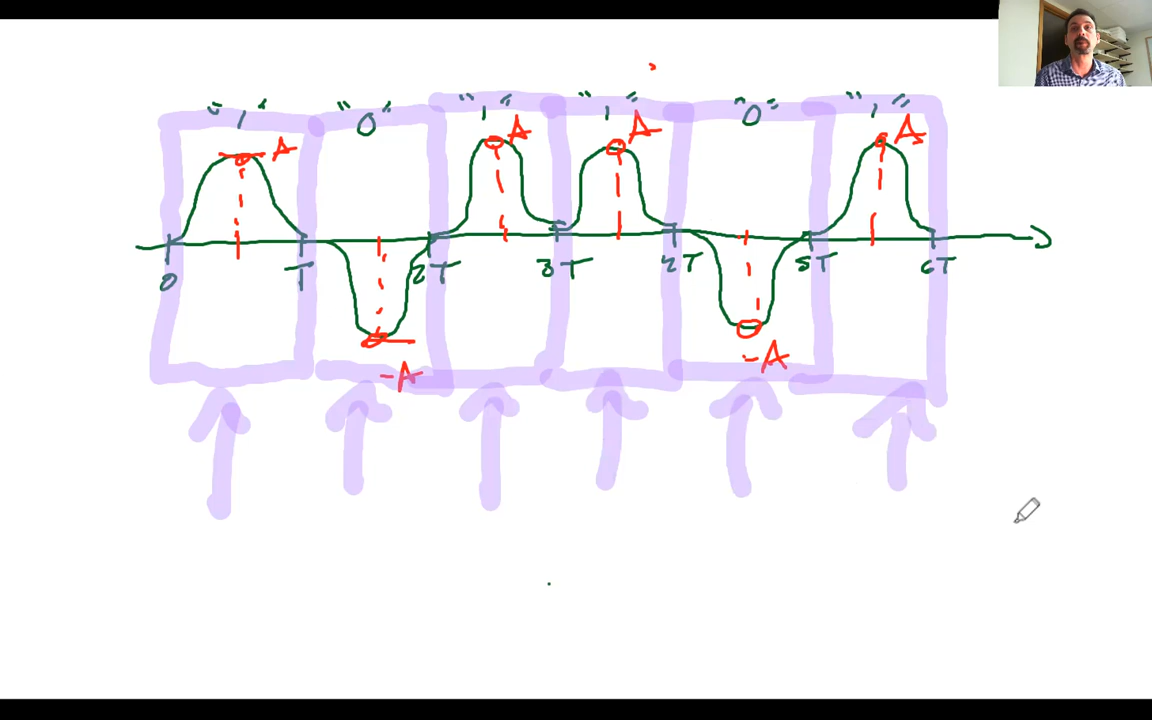 "1" "0" "1" "1" "0" "1"
A A A A
0 T 2T 3T 4T 5T 6T
-A -A